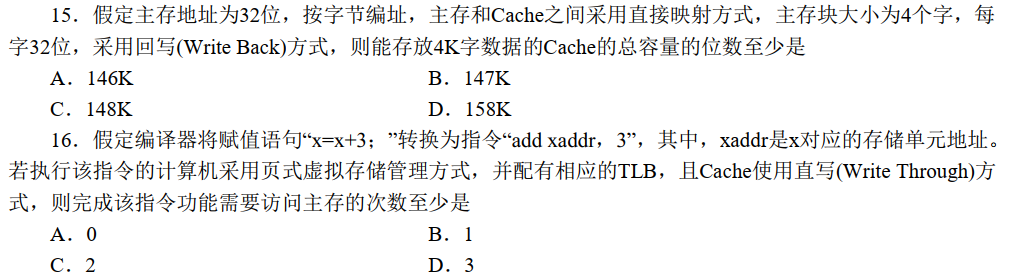 15．假定主存地址为32位，按字节编址，主存和Cache之间采用直接映射方式，主存块大小为4个字，每
字32位，采用回写(Write Back)方式，则能存放4K字数据的Cache的总容量的位数至少是
A．146K B．147K
C．148K D．158K
16．假定编译器将赋值语句“x=x+3；”转换为指令“add xaddr，3”，其中，xaddr是x对应的存储单元地址。
若执行该指令的计算机采用页式虚拟存储管理方式，并配有相应的TLB，且Cache使用直写(Write Through)方
式，则完成该指令功能需要访问主存的次数至少是
A．0 B．1
C．2 D．3